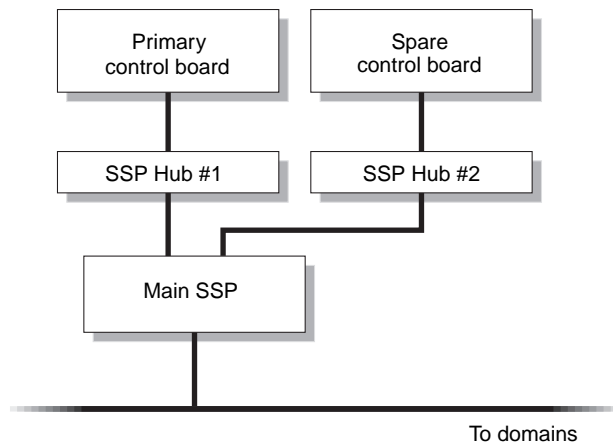 Primary
control board
Spare
control board
SSP Hub #1
SSP Hub #2
Main SSP
To domains